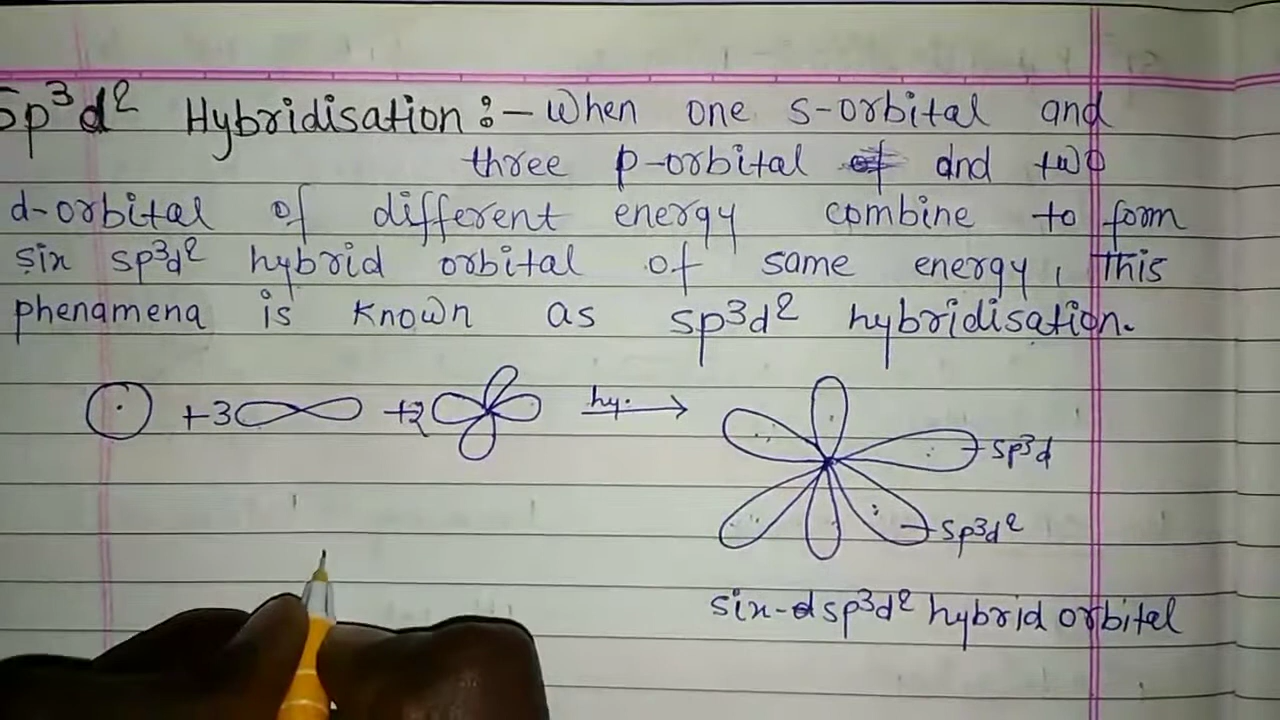 Sp³d² Hybridisation :- When one s-orbital and
three p-orbital and two
d-orbital of different energy combine to form
six sp³d² hybrid orbital of same energy, this
phenamena is known as sp³d² hybridisation.
+3 +2 hy.
sp³d
sp³d²
six-dsp³d² hybrid orbital